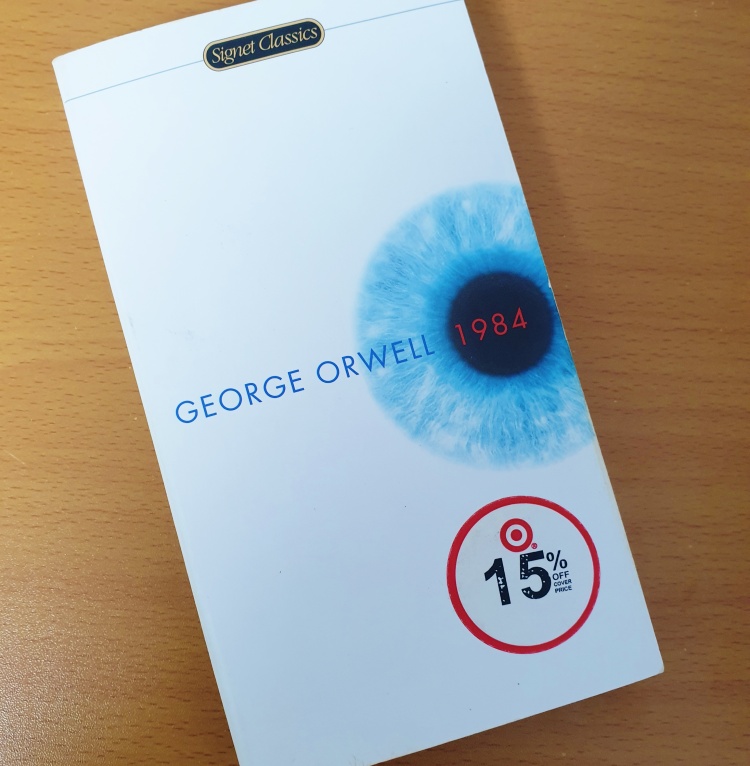 Signet Classics
GEORGE ORWELL 1984
®
15%
OFF
COVER
PRICE